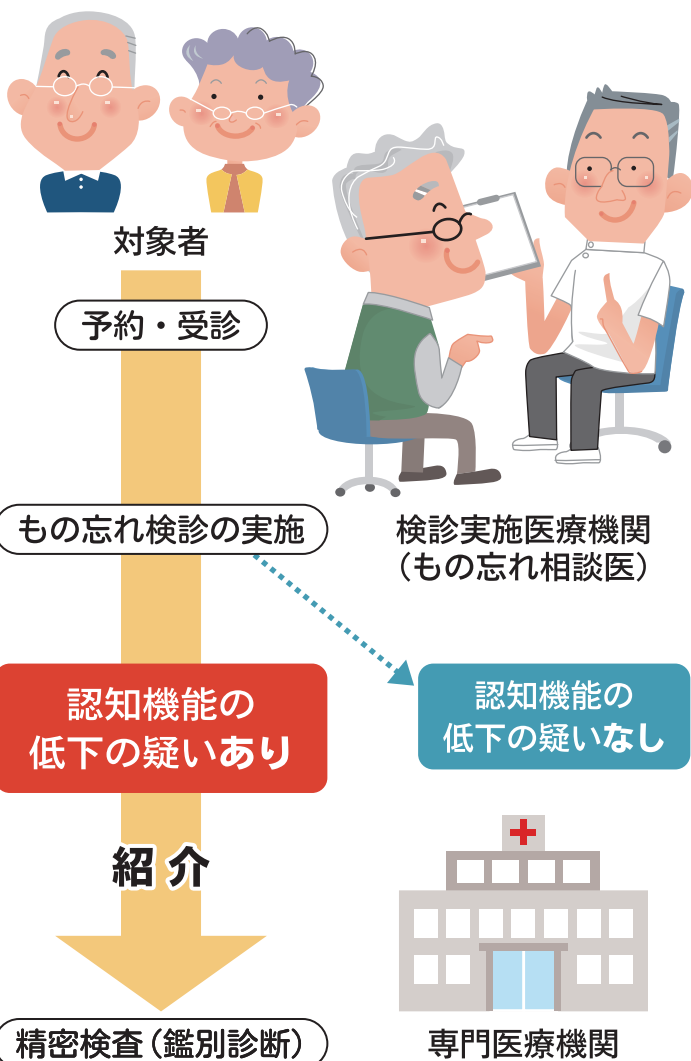 対象者
予約・受診
もの忘れ検診の実施
検診実施医療機関
（もの忘れ相談医）
認知機能の
低下の疑いあり
認知機能の
低下の疑いなし
紹介
精密検査（鑑別診断）
専門医療機関